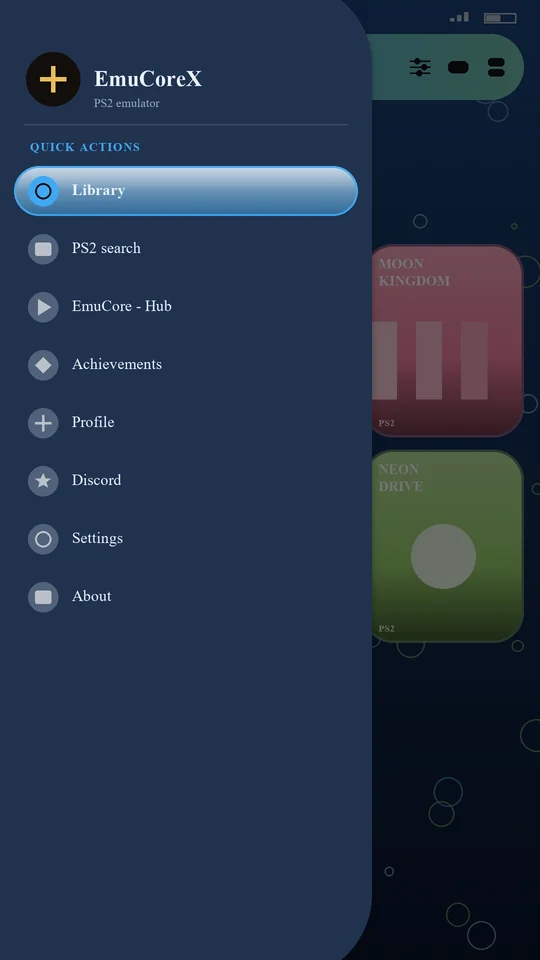 EmuCoreX
PS2 emulator
QUICK ACTIONS
Library
PS2 search
EmuCore - Hub
Achievements
Profile
Discord
Settings
About
MOON
KINGDOM
PS2
NEON
DRIVE
PS2